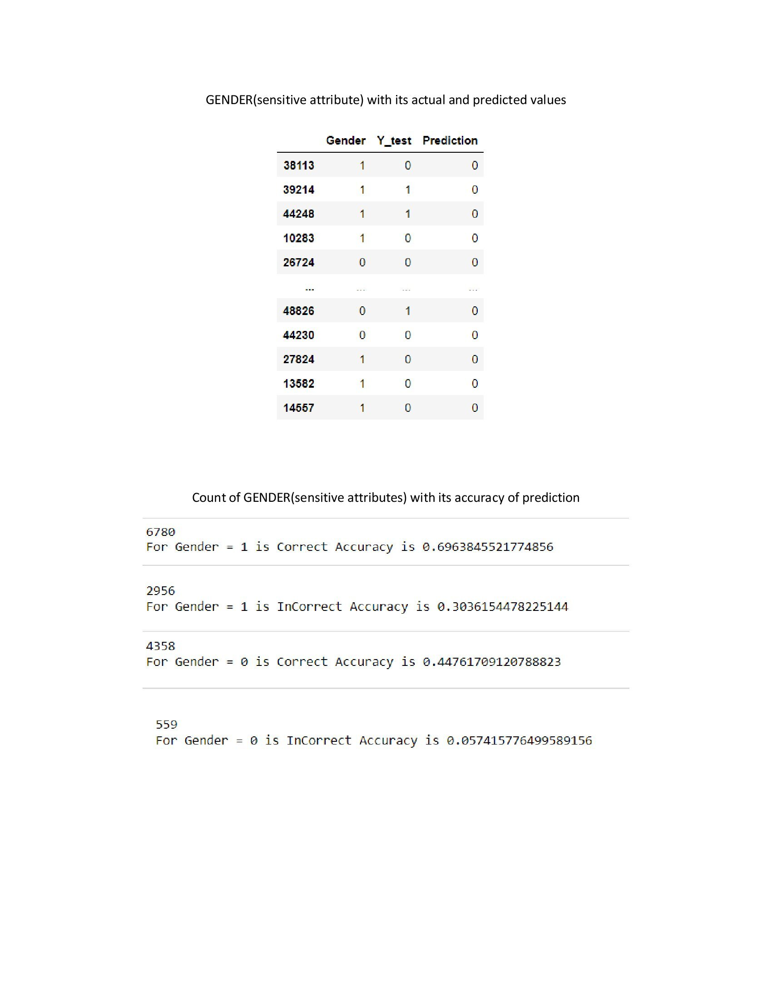 GENDER(sensitive attribute) with its actual and predicted values
Gender Y_test Prediction
38113 1 0 0
39214 1 1 0
44248 1 1 0
10283 1 0 0
26724 0 0 0
... ... ... ...
48826 0 1 0
44230 0 0 0
27824 1 0 0
13582 1 0 0
14557 1 0 0
Count of GENDER(sensitive attributes) with its accuracy of prediction
6780
For Gender = 1 is Correct Accuracy is 0.6963845521774856
2956
For Gender = 1 is InCorrect Accuracy is 0.3036154478225144
4358
For Gender = 0 is Correct Accuracy is 0.44761709120788823
559
For Gender = 0 is InCorrect Accuracy is 0.057415776499589156